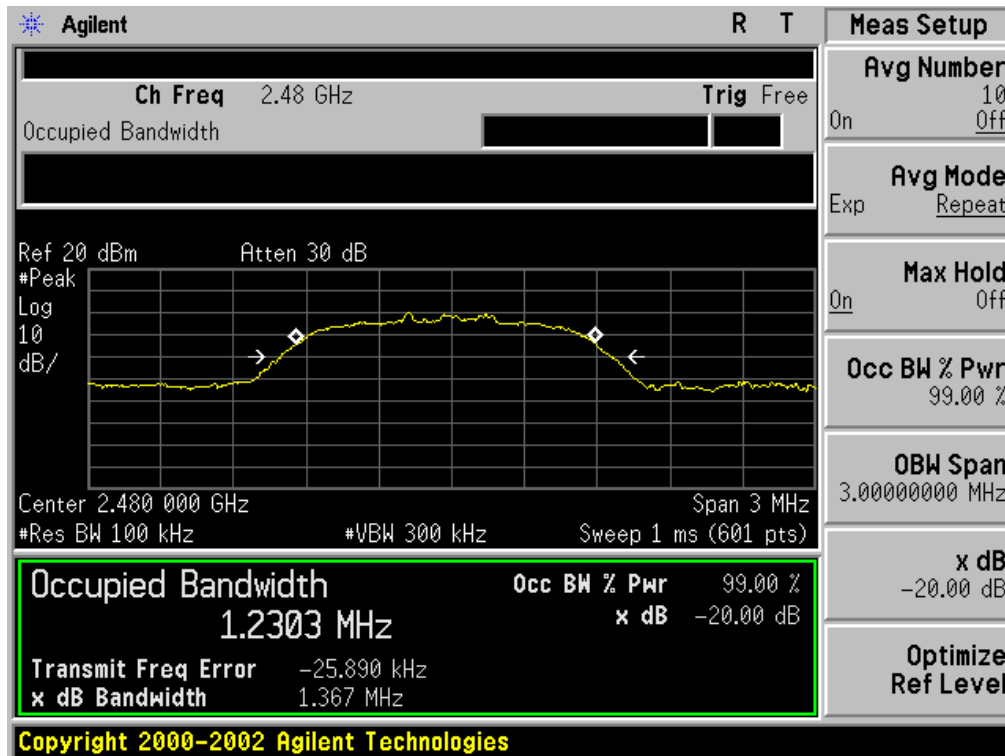 Agilent R T
Meas Setup
Ch Freq 2.48 GHz Trig Free
Occupied Bandwidth
Avg Number
10
On Off
Avg Mode
Exp Repeat
Max Hold
On Off
Occ BW % Pwr
99.00 %
OBW Span
3.00000000 MHz
x dB
-20.00 dB
Optimize
Ref Level
Ref 20 dBm Atten 30 dB
#Peak
Log
10
dB/
Center 2.480 000 GHz Span 3 MHz
#Res BW 100 kHz #VBW 300 kHz Sweep 1 ms (601 pts)
Occupied Bandwidth Occ BW % Pwr 99.00 %
1.2303 MHz x dB -20.00 dB
Transmit Freq Error -25.890 kHz
x dB Bandwidth 1.367 MHz
Copyright 2000-2002 Agilent Technologies